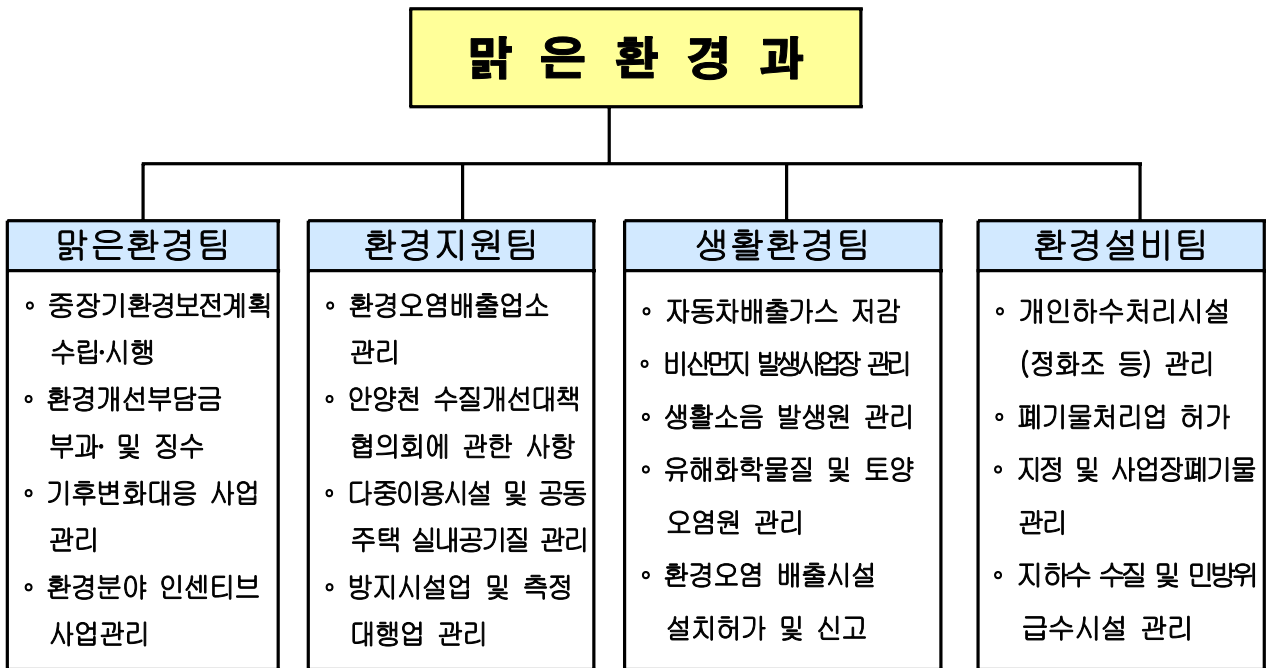 맑 은 환 경 과
맑은환경팀
∘ 중장기환경보전계획
수립·시행
∘ 환경개선부담금
부과· 및 징수
∘ 기후변화대응 사업
관리
∘ 환경분야 인센티브
사업관리
환경지원팀
∘ 환경오염배출업소
관리
∘ 안양천 수질개선대책
협의회에 관한 사항
∘ 다중이용시설 및 공동
주택 실내공기질 관리
∘ 방지시설업 및 측정
대행업 관리
생활환경팀
∘ 자동차배출가스 저감
∘ 비산먼지 발생사업장 관리
∘ 생활소음 발생원 관리
∘ 유해화학물질 및 토양
오염원 관리
∘ 환경오염 배출시설
설치허가 및 신고
환경설비팀
∘ 개인하수처리시설
(정화조 등) 관리
∘ 폐기물처리업 허가
∘ 지정 및 사업장폐기물
관리
∘ 지하수 수질 및 민방위
급수시설 관리